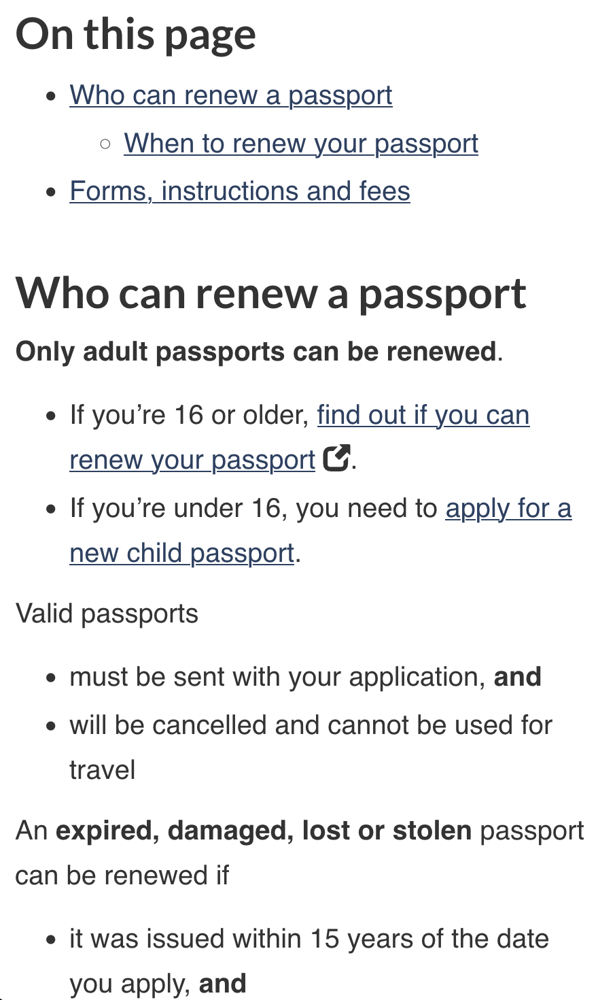 On this page
Who can renew a passport
When to renew your passport
Forms, instructions and fees
Who can renew a passport
Only adult passports can be renewed.
If you’re 16 or older, find out if you can
renew your passport.
If you’re under 16, you need to apply for a
new child passport.
Valid passports
must be sent with your application, and
will be cancelled and cannot be used for
travel
An expired, damaged, lost or stolen passport
can be renewed if
it was issued within 15 years of the date
you apply, and